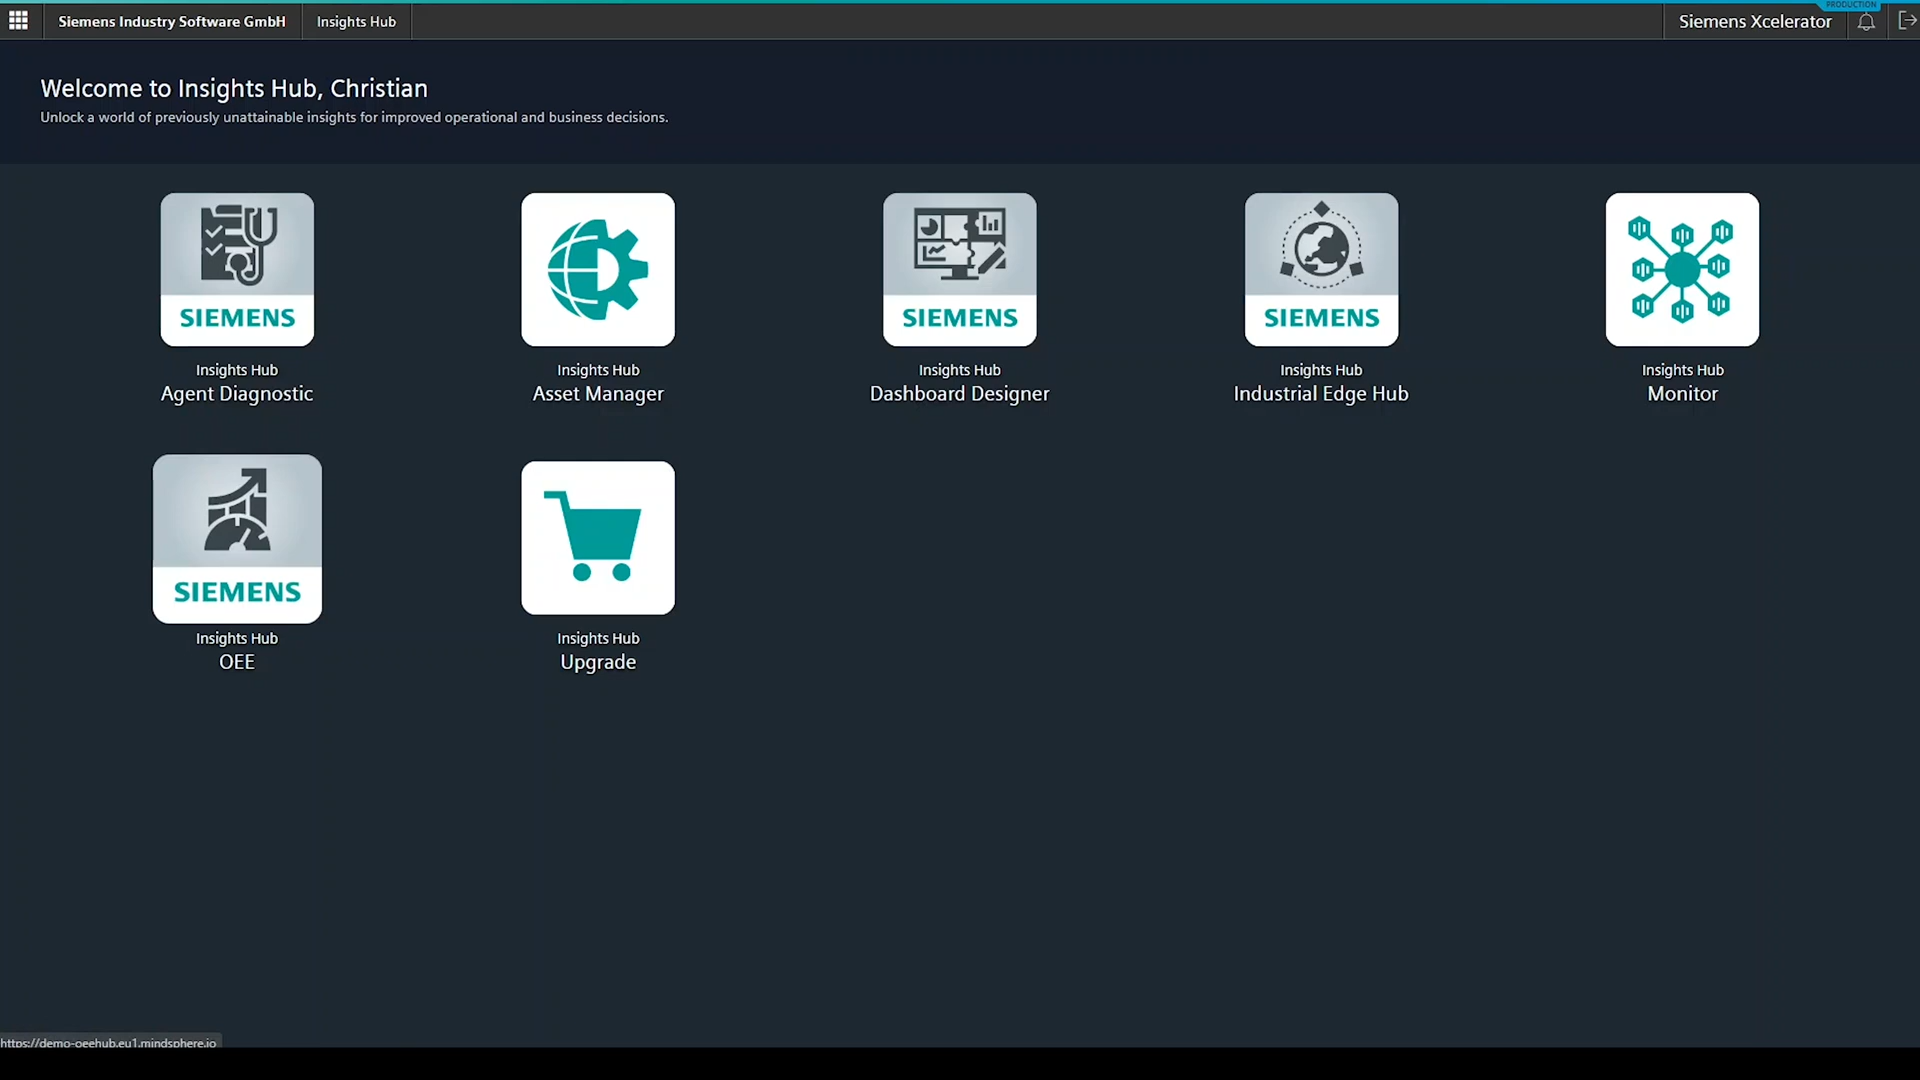 Siemens Industry Software GmbH
Insights Hub
PRODUCTION
Siemens Xcelerator
Welcome to Insights Hub, Christian
Unlock a world of previously unattainable insights for improved operational and business decisions.
SIEMENS
SIEMENS
SIEMENS
Insights Hub
Agent Diagnostic
Insights Hub
Asset Manager
Insights Hub
Dashboard Designer
Insights Hub
Industrial Edge Hub
Insights Hub
Monitor
SIEMENS
Insights Hub
OEE
Insights Hub
Upgrade
https://demo-oeehub.eu1.mindsphere.io